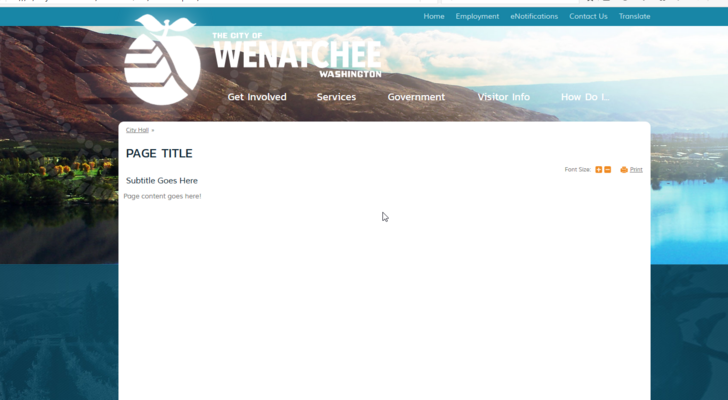 Home Employment eNotifications Contact Us Translate
THE CITY OF
WENATCHEE
WASHINGTON
Get Involved Services Government Visitor Info How Do I...
City Hall »
PAGE TITLE
Font Size: + − Print
Subtitle Goes Here
Page content goes here!